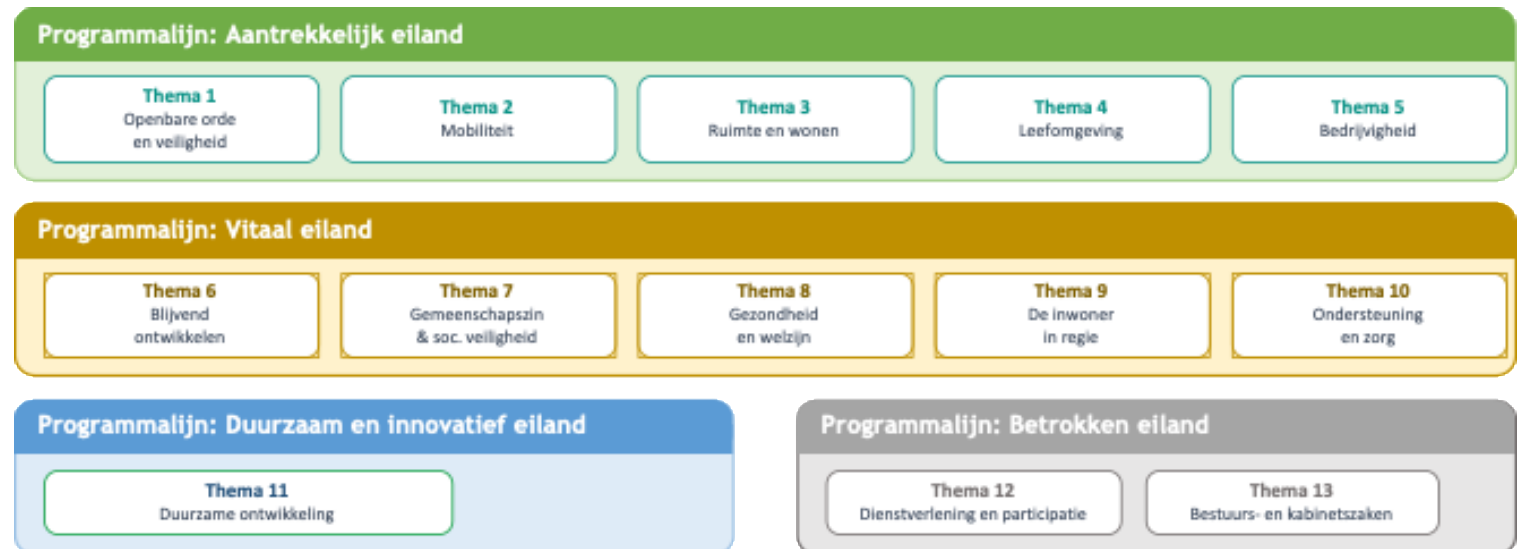 Programmalijn: Aantrekkelijk eiland
Thema 1
Openbare orde
en veiligheid
Thema 2
Mobiliteit
Thema 3
Ruimte en wonen
Thema 4
Leefomgeving
Thema 5
Bedrijvigheid
Programmalijn: Vitaal eiland
Thema 6
Blijvend
ontwikkelen
Thema 7
Gemeenschapszin
& soc. veiligheid
Thema 8
Gezondheid
en welzijn
Thema 9
De inwoner
in regie
Thema 10
Ondersteuning
en zorg
Programmalijn: Duurzaam en innovatief eiland
Thema 11
Duurzame ontwikkeling
Programmalijn: Betrokken eiland
Thema 12
Dienstverlening en participatie
Thema 13
Bestuurs- en kabinetszaken